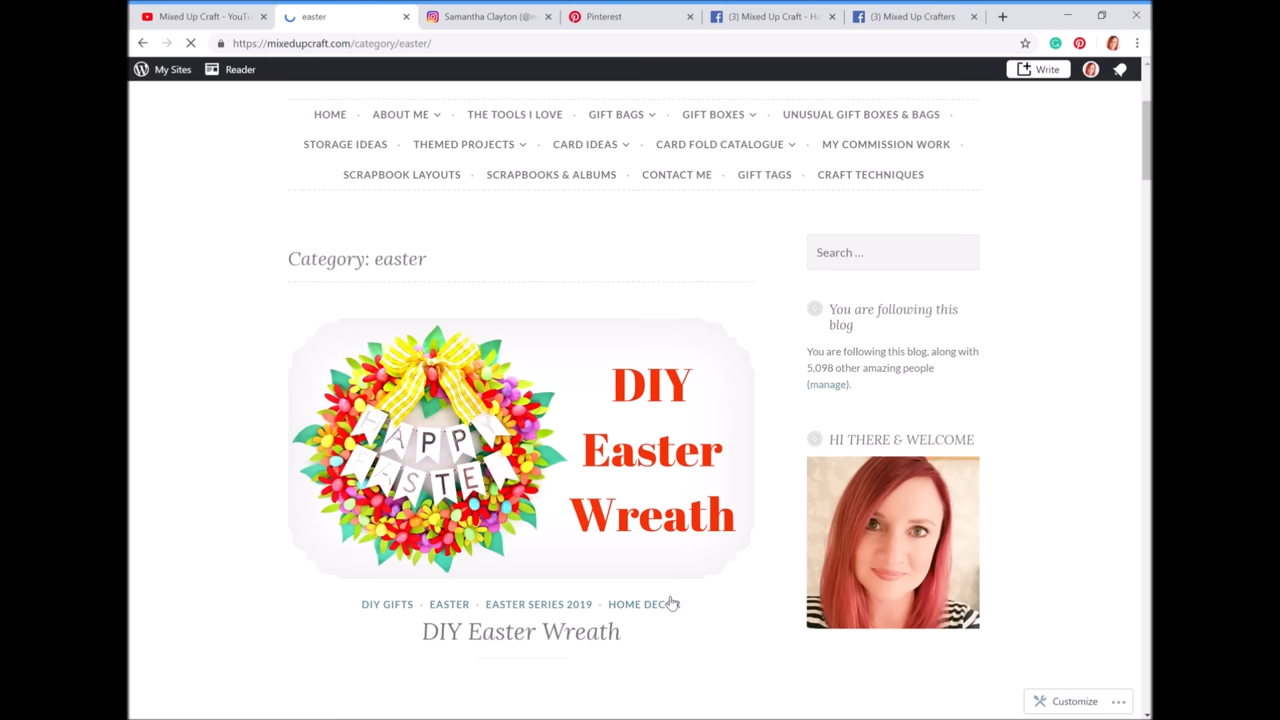 Mixed Up Craft - YouTu
easter
Samantha Clayton (@m
Pinterest
(3) Mixed Up Craft - Ho
(3) Mixed Up Crafters
https://mixedupcraft.com/category/easter/
My Sites
Reader
Write
HOME
ABOUT ME
THE TOOLS I LOVE
GIFT BAGS
GIFT BOXES
UNUSUAL GIFT BOXES & BAGS
STORAGE IDEAS
THEMED PROJECTS
CARD IDEAS
CARD FOLD CATALOGUE
MY COMMISSION WORK
SCRAPBOOK LAYOUTS
SCRAPBOOKS & ALBUMS
CONTACT ME
GIFT TAGS
CRAFT TECHNIQUES
Category: easter
Search …
You are following this
blog
You are following this blog, along with
5,098 other amazing people
(manage).
HI THERE & WELCOME
HAPPY
EASTE
DIY
Easter
Wreath
DIY GIFTS · EASTER · EASTER SERIES 2019 · HOME DECOR
DIY Easter Wreath
Customize